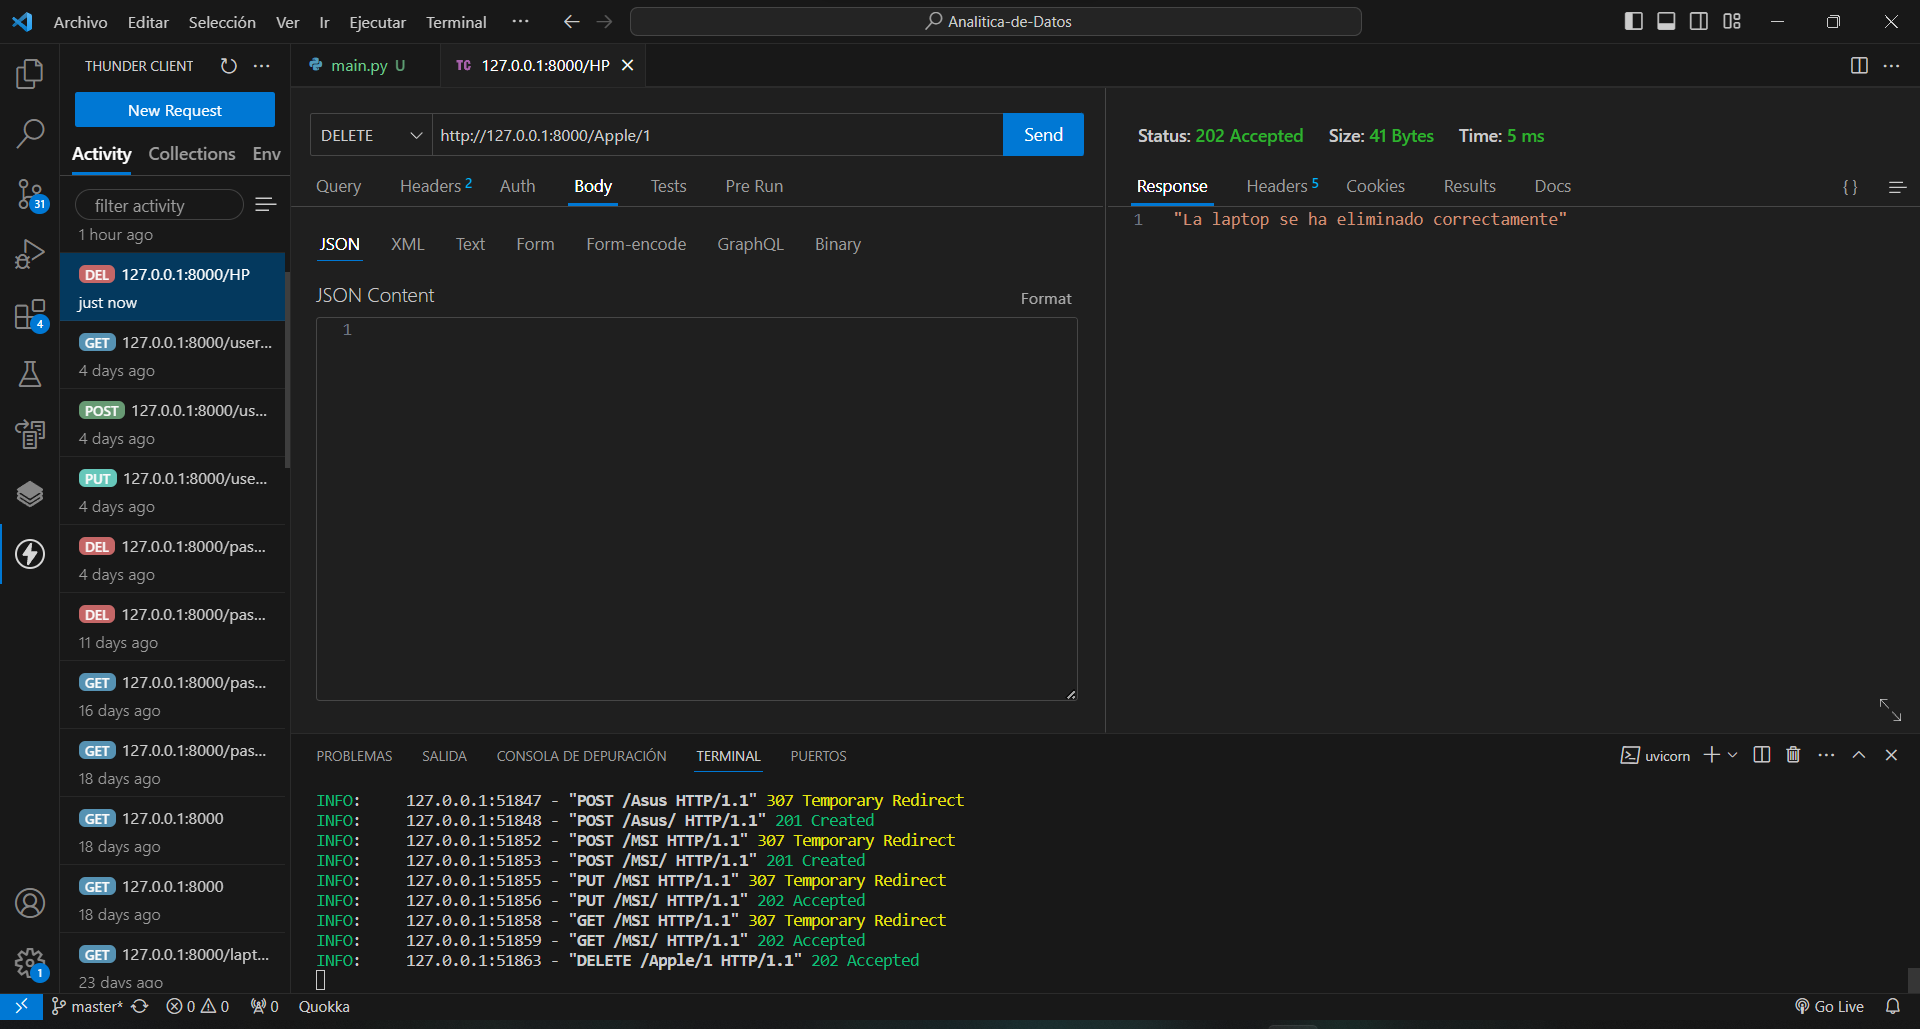 Archivo Editar Selección Ver Ir Ejecutar Terminal ··· Analitica-de-Datos
THUNDER CLIENT ···
New Request
Activity Collections Env
filter activity
1 hour ago
DEL 127.0.0.1:8000/HP
just now
GET 127.0.0.1:8000/user...
4 days ago
POST 127.0.0.1:8000/us...
4 days ago
PUT 127.0.0.1:8000/use...
4 days ago
DEL 127.0.0.1:8000/pas...
4 days ago
DEL 127.0.0.1:8000/pas...
11 days ago
GET 127.0.0.1:8000/pas...
16 days ago
GET 127.0.0.1:8000/pas...
18 days ago
GET 127.0.0.1:8000
18 days ago
GET 127.0.0.1:8000
18 days ago
GET 127.0.0.1:8000/lapt...
23 days ago
31
4
1
main.py U TC 127.0.0.1:8000/HP
DELETE http://127.0.0.1:8000/Apple/1 Send
Query Headers 2 Auth Body Tests Pre Run
JSON XML Text Form Form-encode GraphQL Binary
JSON Content Format
1
Status: 202 Accepted Size: 41 Bytes Time: 5 ms
Response Headers 5 Cookies Results Docs {}
1 "La laptop se ha eliminado correctamente"
PROBLEMAS SALIDA CONSOLA DE DEPURACIÓN TERMINAL PUERTOS uvicorn
INFO: 127.0.0.1:51847 - "POST /Asus HTTP/1.1" 307 Temporary Redirect
INFO: 127.0.0.1:51848 - "POST /Asus/ HTTP/1.1" 201 Created
INFO: 127.0.0.1:51852 - "POST /MSI HTTP/1.1" 307 Temporary Redirect
INFO: 127.0.0.1:51853 - "POST /MSI/ HTTP/1.1" 201 Created
INFO: 127.0.0.1:51855 - "PUT /MSI HTTP/1.1" 307 Temporary Redirect
INFO: 127.0.0.1:51856 - "PUT /MSI/ HTTP/1.1" 202 Accepted
INFO: 127.0.0.1:51858 - "GET /MSI HTTP/1.1" 307 Temporary Redirect
INFO: 127.0.0.1:51859 - "GET /MSI/ HTTP/1.1" 202 Accepted
INFO: 127.0.0.1:51863 - "DELETE /Apple/1 HTTP/1.1" 202 Accepted
master* 0 0 0 Quokka Go Live